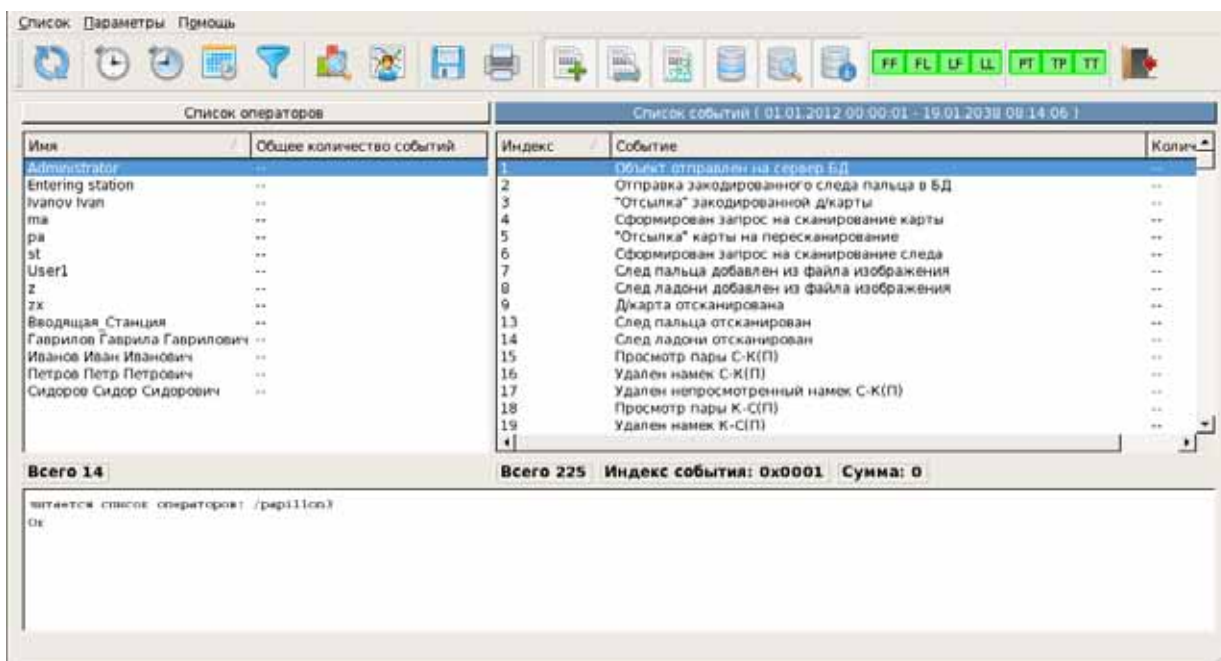 Список Параметры Помощь
FF FL LF LL PT TP TT
Список операторов
Список событий ( 01.01.2012 00:00:01 - 19.01.2038 08:14:06 )
Имя Общее количество событий Индекс Событие Колич
Administrator -- 1 Объект отправлен на сервер БД --
Entering station -- 2 Отправка закодированного следа пальца в БД --
Ivanov Ivan -- 3 "Отсылка" закодированной д/карты --
ma -- 4 Сформирован запрос на сканирование карты --
pa -- 5 "Отсылка" карты на пересканирование --
st -- 6 Сформирован запрос на сканирование следа --
User1 -- 7 След пальца добавлен из файла изображения --
z -- 8 След ладони добавлен из файла изображения --
zx -- 9 Д/карта отсканирована --
Вводящая_Станция -- 13 След пальца отсканирован --
Гаврилов Гаврила Гаврилович -- 14 След ладони отсканирован --
Иванов Иван Иванович -- 15 Просмотр пары С-К(П) --
Петров Петр Петрович -- 16 Удален намек С-К(П) --
Сидоров Сидор Сидорович -- 17 Удален непросмотренный намек С-К(П) --
18 Просмотр пары К-С(П) --
19 Удален намек К-С(П) --
Всего 14 Всего 225 Индекс события: 0x0001 Сумма: 0
читается список операторов: /papillon3
Ок